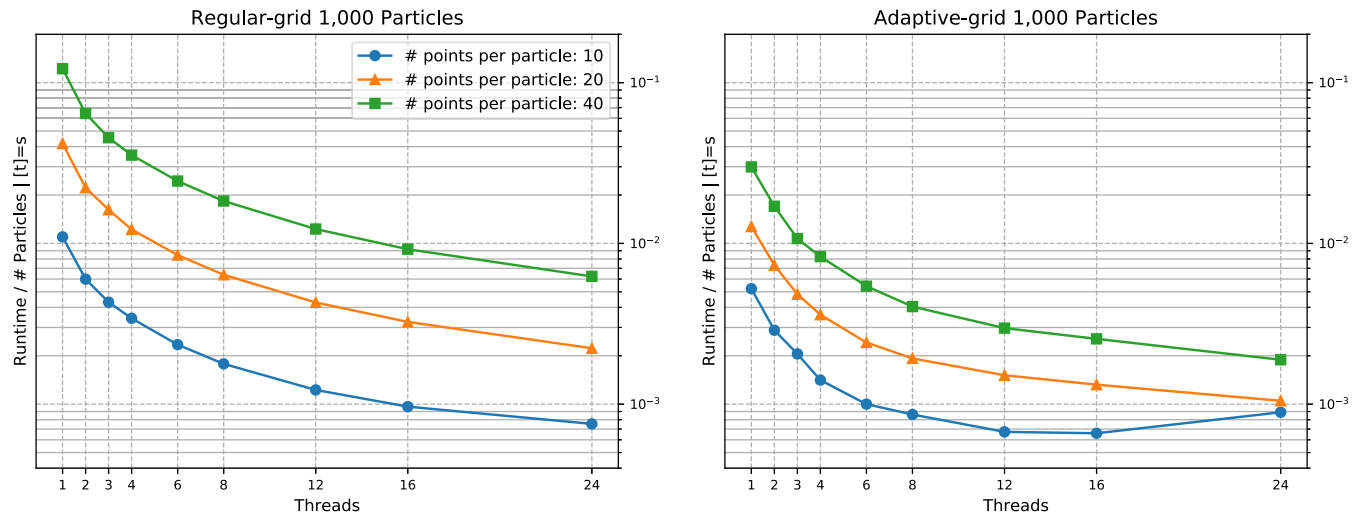 Regular-grid 1,000 Particles
# points per particle: 10
# points per particle: 20
# points per particle: 40
10⁻¹
10⁻²
10⁻³
Runtime / # Particles | [t]=s
1 2 3 4 6 8 12 16 24
Threads
Adaptive-grid 1,000 Particles
10⁻¹
10⁻²
10⁻³
Runtime / # Particles | [t]=s
1 2 3 4 6 8 12 16 24
Threads